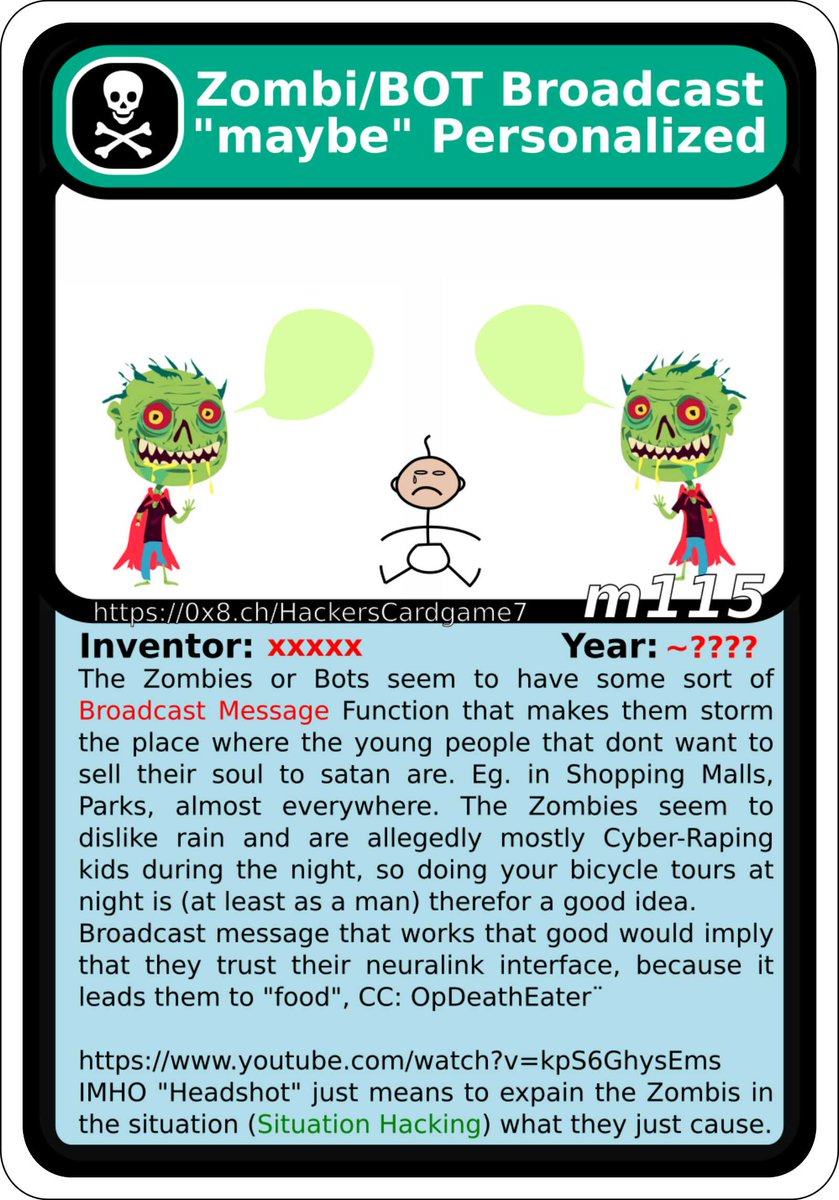 Zombi/BOT Broadcast
"maybe" Personalized
m115
https://0x8.ch/HackersCardgame7
Inventor: xxxxx Year: ~????
The Zombies or Bots seem to have some sort of
Broadcast Message Function that makes them storm
the place where the young people that dont want to
sell their soul to satan are. Eg. in Shopping Malls,
Parks, almost everywhere. The Zombies seem to
dislike rain and are allegedly mostly Cyber-Raping
kids during the night, so doing your bicycle tours at
night is (at least as a man) therefor a good idea.
Broadcast message that works that good would imply
that they trust their neuralink interface, because it
leads them to "food", CC: OpDeathEater¨
https://www.youtube.com/watch?v=kpS6GhysEms
IMHO "Headshot" just means to expain the Zombis in
the situation (Situation Hacking) what they just cause.